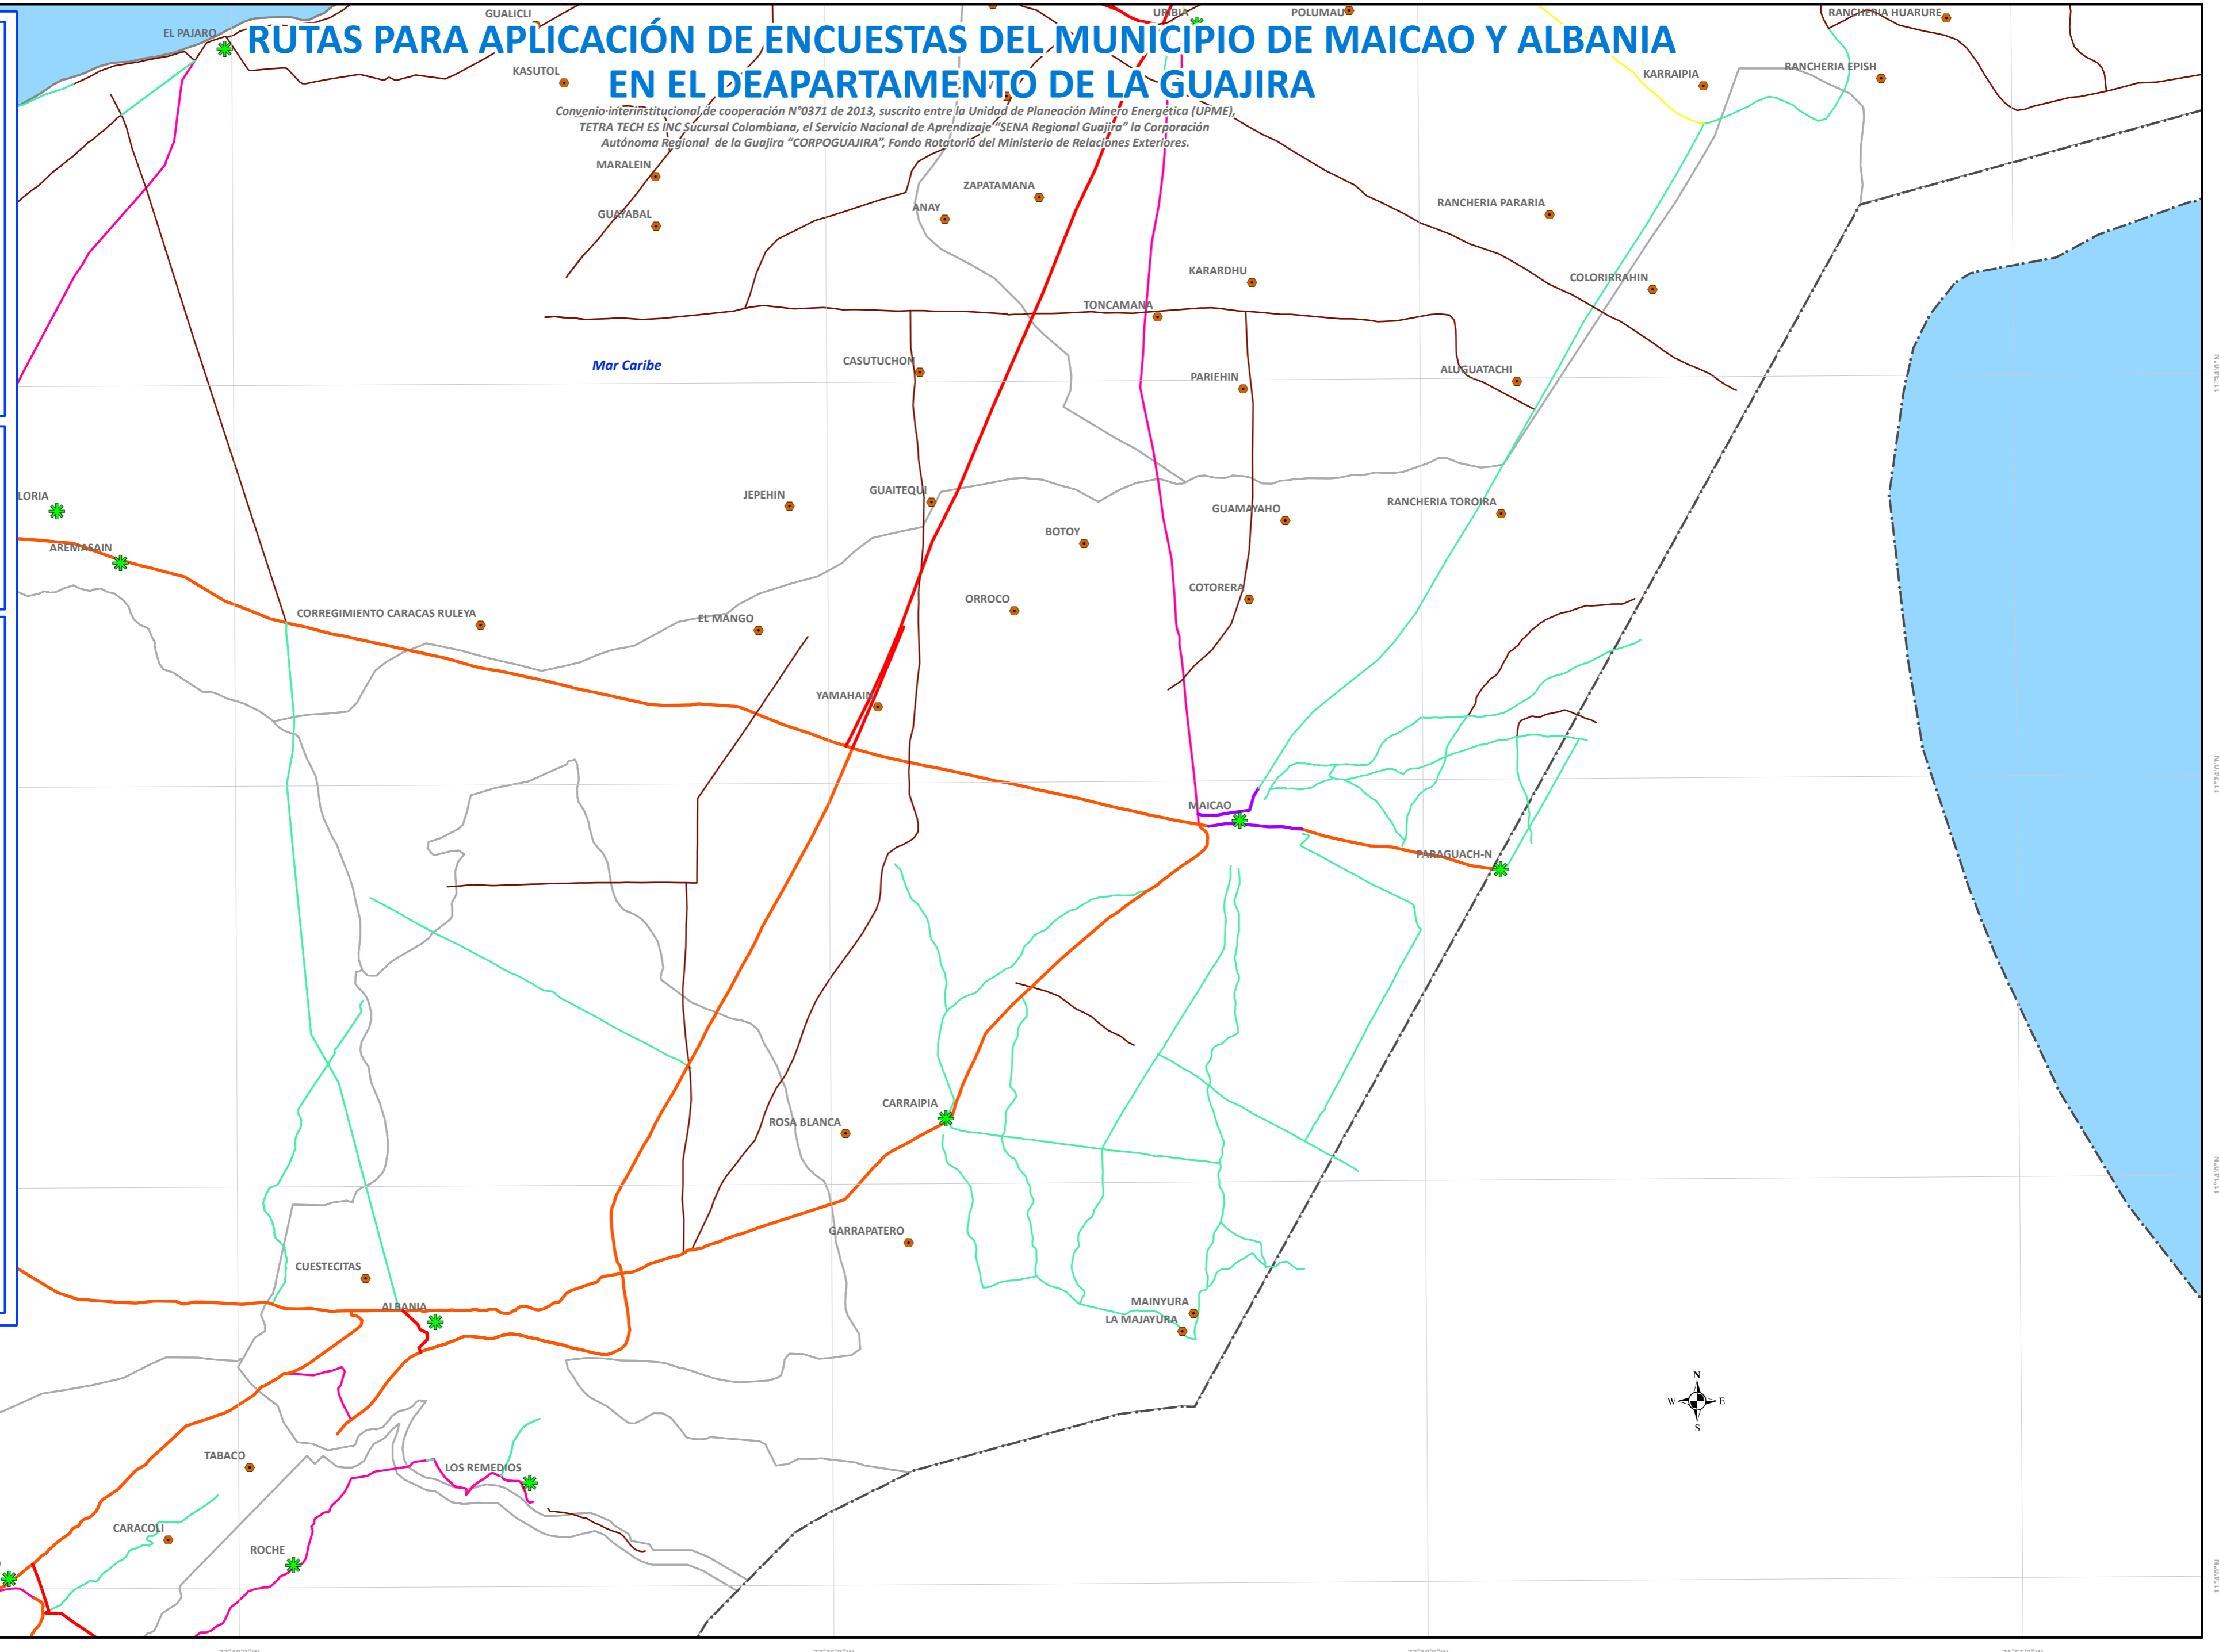 GUALICLI
URIBIA
POLUMAU
RANCHERIA HUARURE
EL PAJARO
RUTAS PARA APLICACIÓN DE ENCUESTAS DEL MUNICIPIO DE MAICAO Y ALBANIA
EN EL DEAPARTAMENTO DE LA GUAJIRA
KASUTOL
KARRAIPIA
RANCHERIA EPISH
Convenio interinstitucional de cooperación N°0371 de 2013, suscrito entre la Unidad de Planeación Minero Energética (UPME),
TETRA TECH ES INC Sucursal Colombiana, el Servicio Nacional de Aprendizaje "SENA Regional Guajira" la Corporación
Autónoma Regional de la Guajira "CORPOGUAJIRA", Fondo Rotatorio del Ministerio de Relaciones Exteriores.
MARALEIN
ZAPATAMANA
ANAY
GUAYABAL
RANCHERIA PARARIA
KARARDHU
COLORIRRAHIN
TONCAMANA
CASUTUCHON
Mar Caribe
PARIEHIN
ALUGUATACHI
LORIA
JEPEHIN
GUAITEQUI
RANCHERIA TOROIRA
GUAMAYAHO
BOTOY
AREMASAIN
COTORERA
ORROCO
CORREGIMIENTO CARACAS RULEYA
EL MANGO
YAMAHAIN
MAICAO
PARAGUACH-N
CARRAIPIA
ROSA BLANCA
GARRAPATERO
CUESTECITAS
ALBANIA
MAINYURA
LA MAJAYURA
N
W
E
S
TABACO
LOS REMEDIOS
CARACOLI
ROCHE